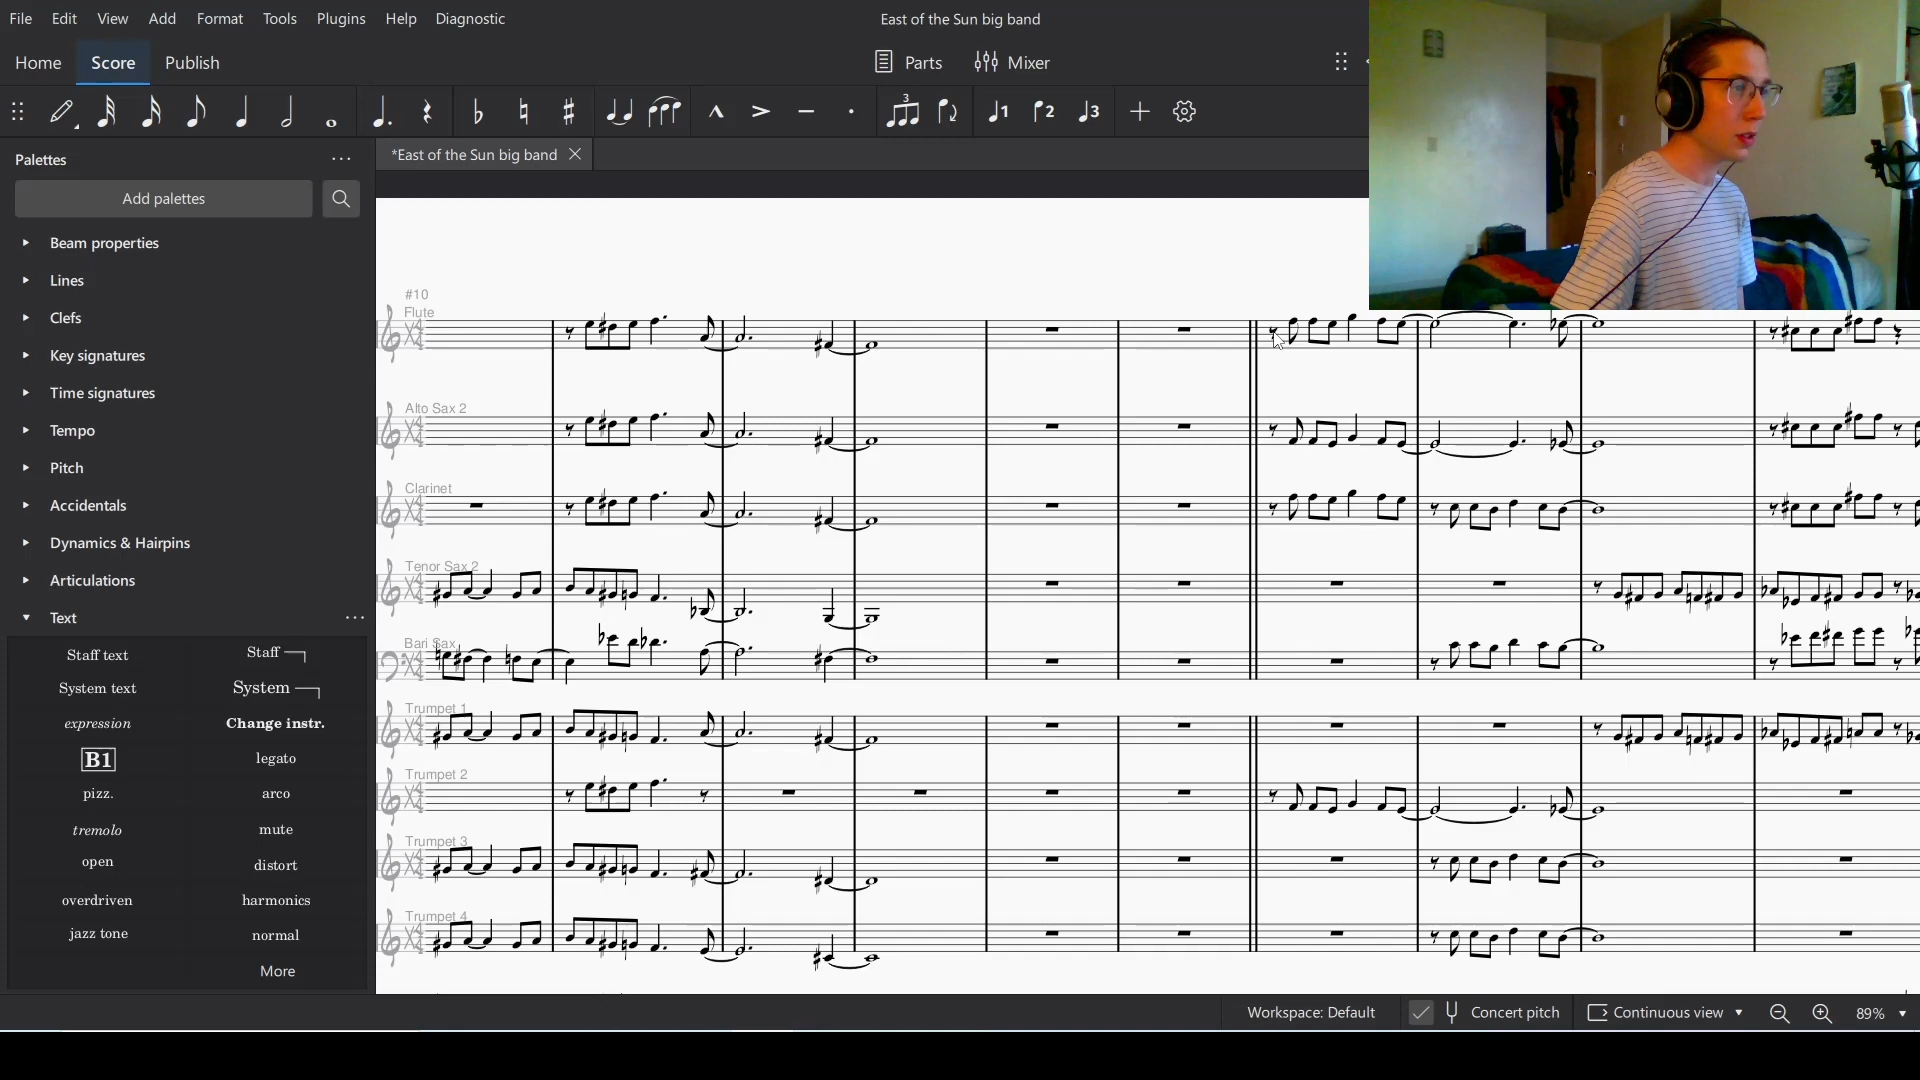 File Edit View Add Format Tools Plugins Help Diagnostic
East of the Sun big band
Home Score Publish
Parts Mixer
3 1 2 3
Palettes
*East of the Sun big band
Add palettes
Beam properties
Lines
Clefs
Key signatures
Time signatures
Tempo
Pitch
Accidentals
Dynamics & Hairpins
Articulations
Text
Staff text Staff
System text System
expression Change instr.
B1 legato
pizz. arco
tremolo mute
open distort
overdriven harmonics
jazz tone normal
More
#10
Flute
Alto Sax 2
Clarinet
Tenor Sax 2
Bari Sax
Trumpet 1
Trumpet 2
Trumpet 3
Trumpet 4
Workspace: Default Concert pitch Continuous view 89%